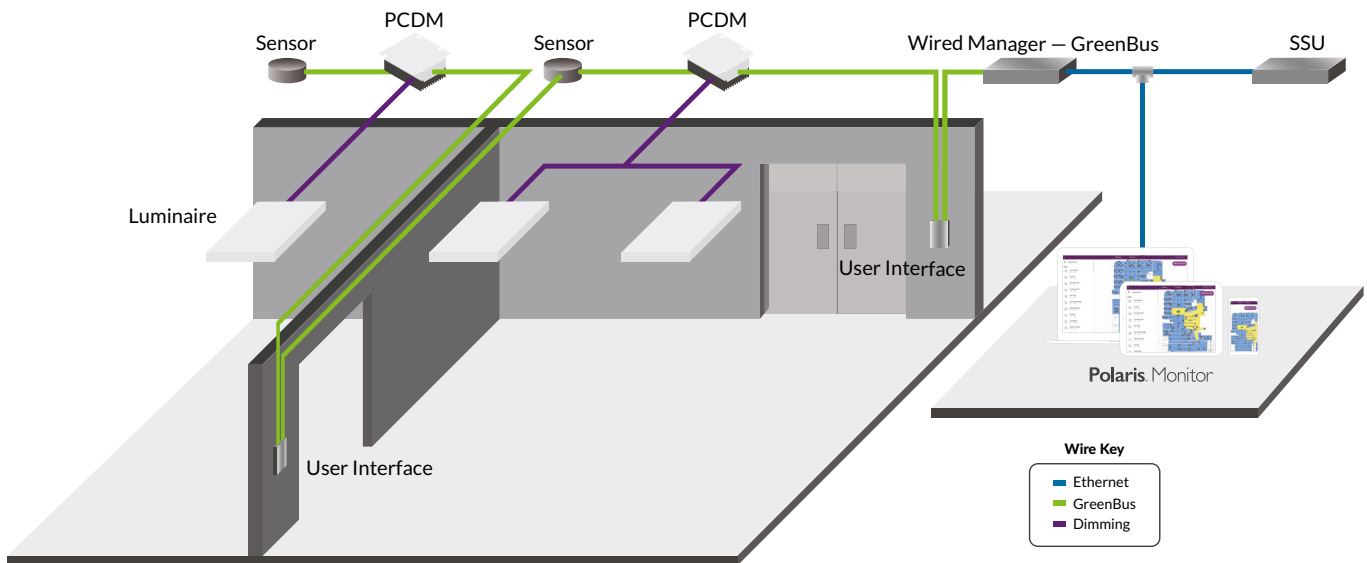 PCDM
PCDM
Sensor
Sensor
Wired Manager — GreenBus
SSU
Luminaire
User Interface
Polaris. Monitor
User Interface
Wire Key
Ethernet
GreenBus
Dimming